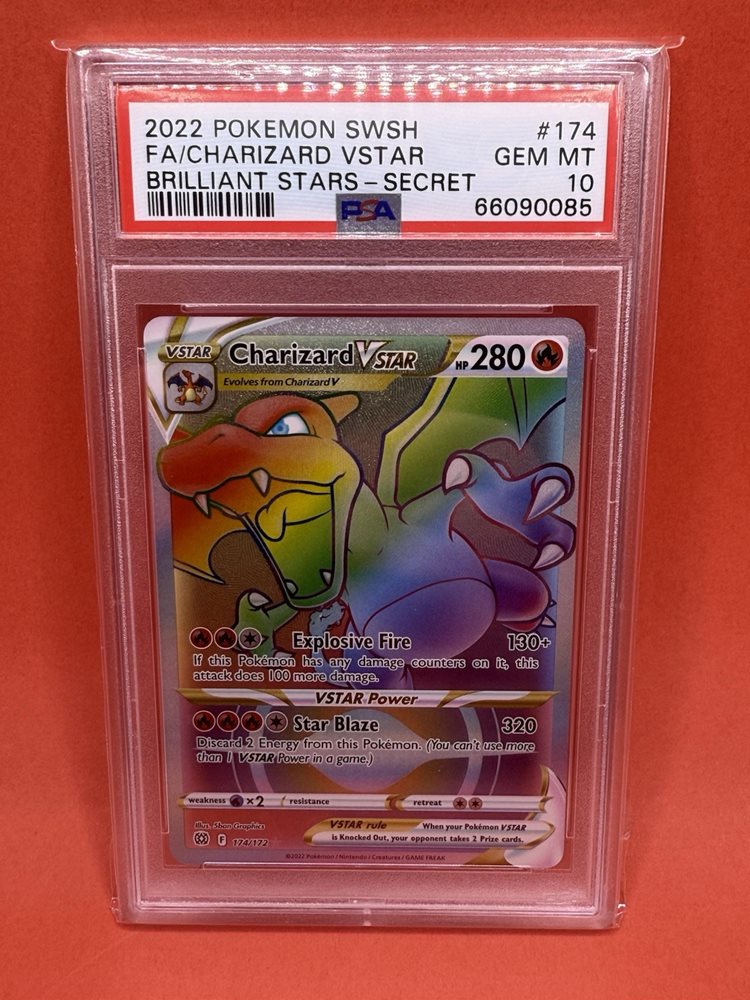 2022 POKEMON SWSH #174
FA/CHARIZARD VSTAR GEM MT
BRILLIANT STARS – SECRET 10
PSA 66090085
VSTAR Charizard VSTAR HP 280
Evolves from Charizard V
Explosive Fire 130+
If this Pokémon has any damage counters on it, this
attack does 100 more damage.
VSTAR Power
Star Blaze 320
Discard 2 Energy from this Pokémon. (You can't use more
than 1 VSTAR Power in a game.)
weakness ×2 resistance retreat
Illus. 5ban Graphics
VSTAR rule When your Pokémon VSTAR
is Knocked Out, your opponent takes 2 Prize cards.
F 174/172
©2022 Pokémon / Nintendo / Creatures / GAME FREAK